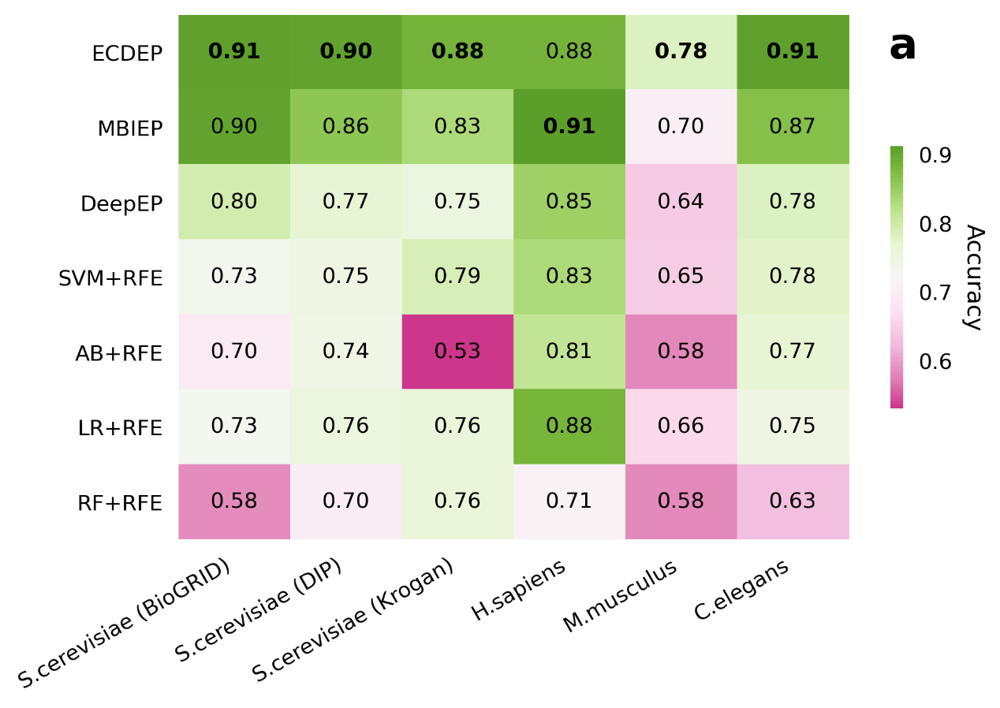 a
ECDEP 0.91 0.90 0.88 0.88 0.78 0.91
MBIEP 0.90 0.86 0.83 0.91 0.70 0.87
DeepEP 0.80 0.77 0.75 0.85 0.64 0.78
SVM+RFE 0.73 0.75 0.79 0.83 0.65 0.78
AB+RFE 0.70 0.74 0.53 0.81 0.58 0.77
LR+RFE 0.73 0.76 0.76 0.88 0.66 0.75
RF+RFE 0.58 0.70 0.76 0.71 0.58 0.63
S.cerevisiae (BioGRID)
S.cerevisiae (DIP)
S.cerevisiae (Krogan)
H.sapiens
M.musculus
C.elegans
0.9
0.8
0.7
0.6
Accuracy